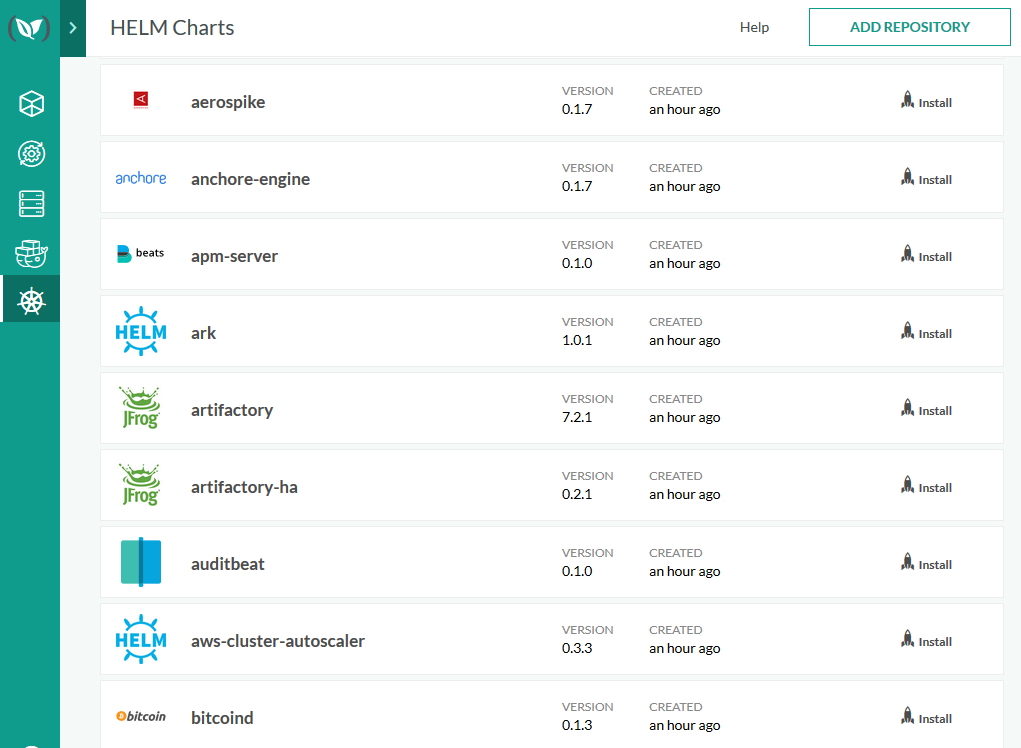 HELM Charts
Help
ADD REPOSITORY
aerospike
VERSION
0.1.7
CREATED
an hour ago
Install
anchore
anchore-engine
VERSION
0.1.7
CREATED
an hour ago
Install
beats
apm-server
VERSION
0.1.0
CREATED
an hour ago
Install
HELM
ark
VERSION
1.0.1
CREATED
an hour ago
Install
JFrog
artifactory
VERSION
7.2.1
CREATED
an hour ago
Install
JFrog
artifactory-ha
VERSION
0.2.1
CREATED
an hour ago
Install
auditbeat
VERSION
0.1.0
CREATED
an hour ago
Install
HELM
aws-cluster-autoscaler
VERSION
0.3.3
CREATED
an hour ago
Install
bitcoin
bitcoind
VERSION
0.1.3
CREATED
an hour ago
Install